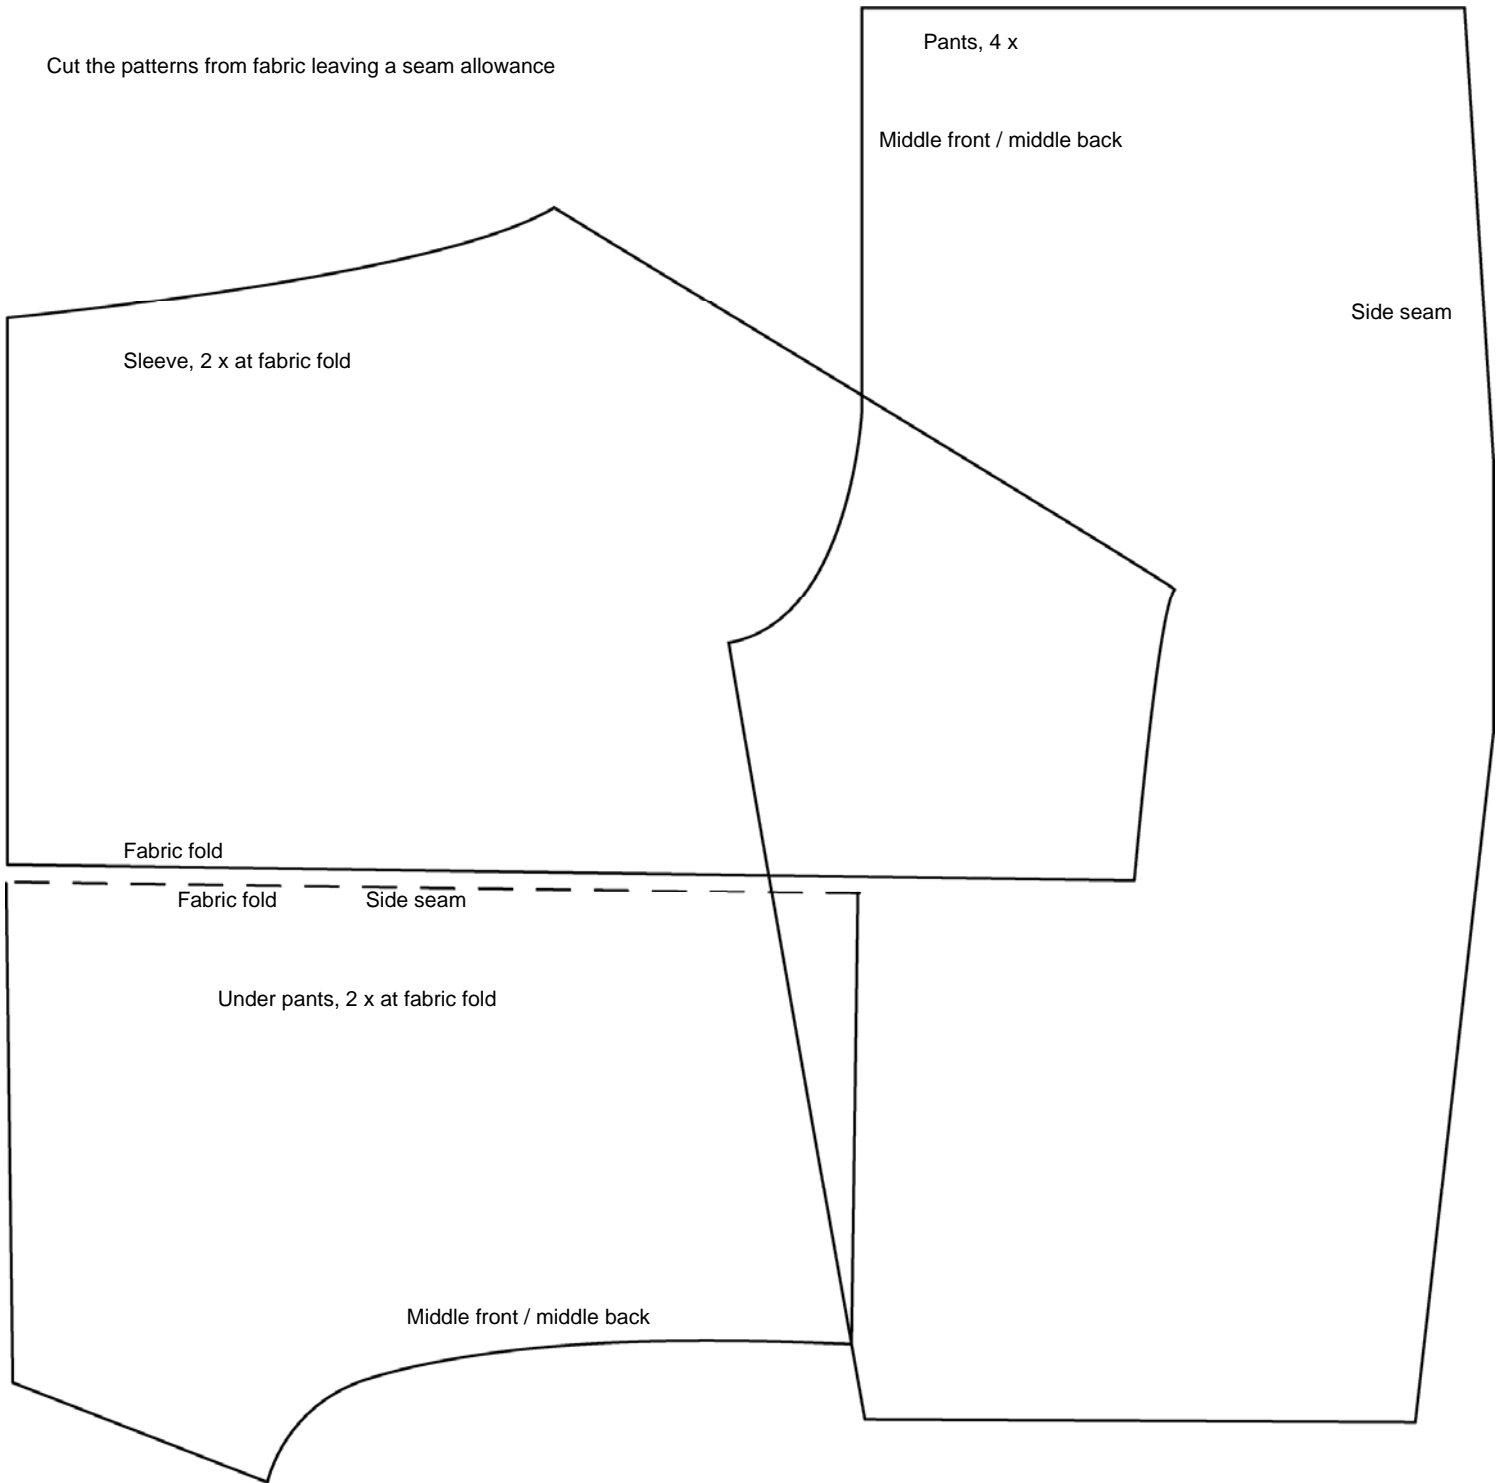 Pants, 4 x
Cut the patterns from fabric leaving a seam allowance
Middle front / middle back
Side seam
Sleeve, 2 x at fabric fold
Fabric fold
Fabric fold Side seam
Under pants, 2 x at fabric fold
Middle front / middle back